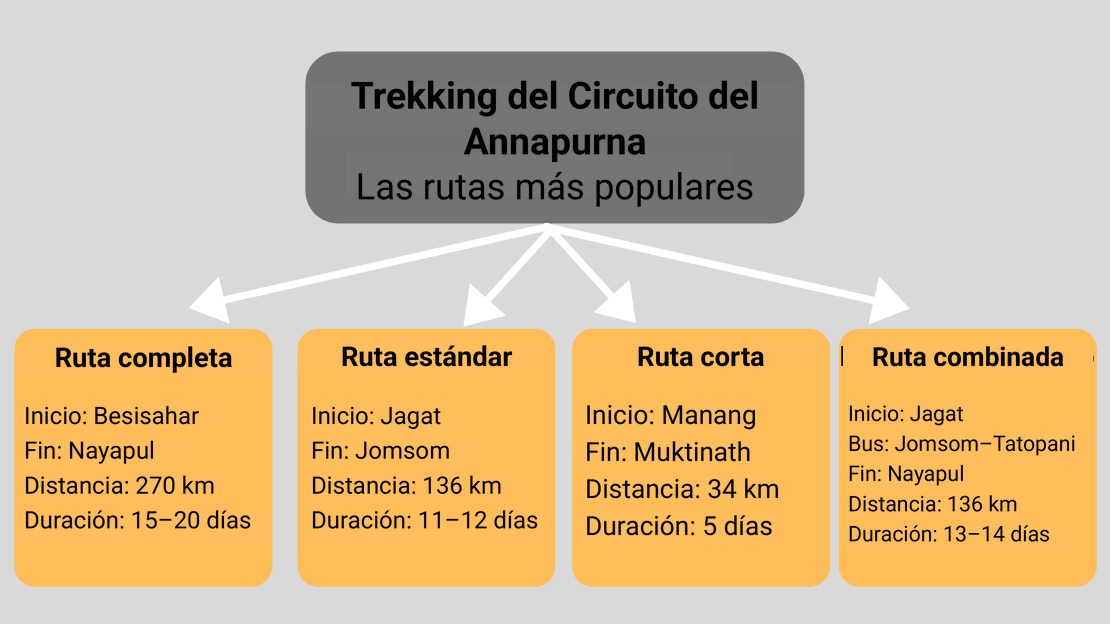 Trekking del Circuito del
Annapurna
Las rutas más populares
Ruta completa
Inicio: Besisahar
Fin: Nayapul
Distancia: 270 km
Duración: 15–20 días
Ruta estándar
Inicio: Jagat
Fin: Jomsom
Distancia: 136 km
Duración: 11–12 días
Ruta corta
Inicio: Manang
Fin: Muktinath
Distancia: 34 km
Duración: 5 días
Ruta combinada
Inicio: Jagat
Bus: Jomsom–Tatopani
Fin: Nayapul
Distancia: 136 km
Duración: 13–14 días